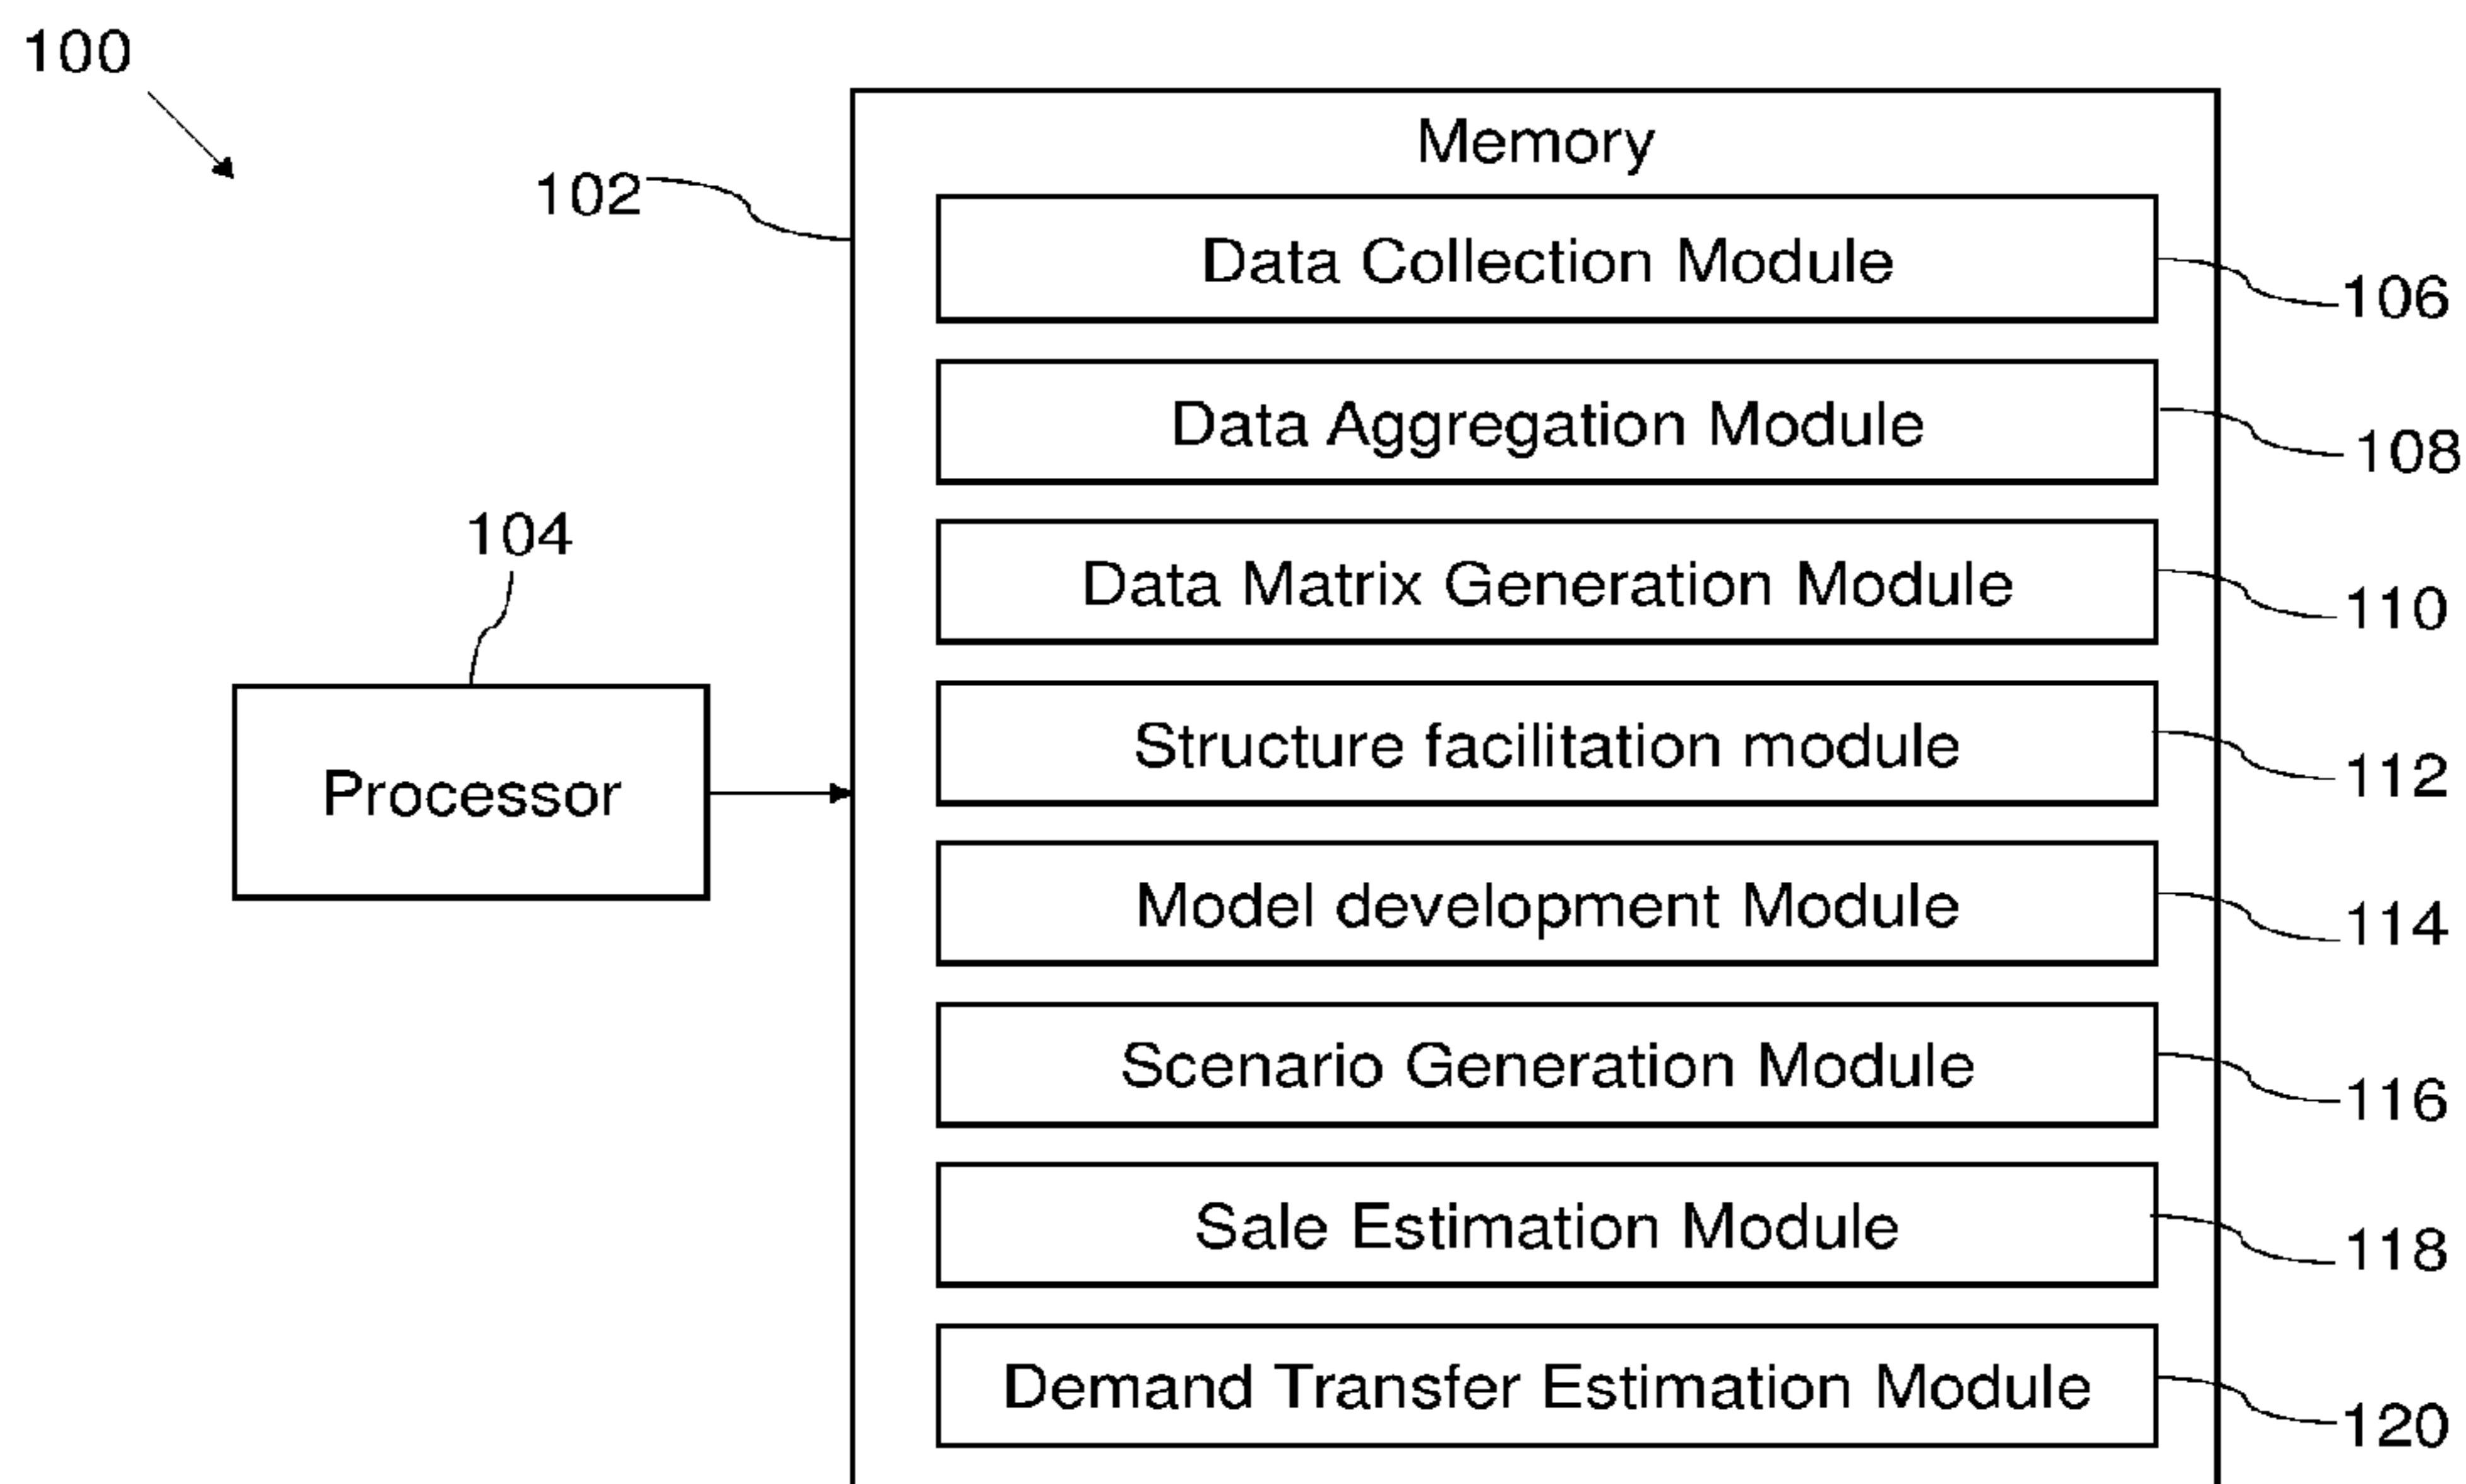 100
Memory
102
Data Collection Module
106
Data Aggregation Module
108
104
Data Matrix Generation Module
110
Structure facilitation module
112
Processor
Model development Module
114
Scenario Generation Module
116
Sale Estimation Module
118
Demand Transfer Estimation Module
120